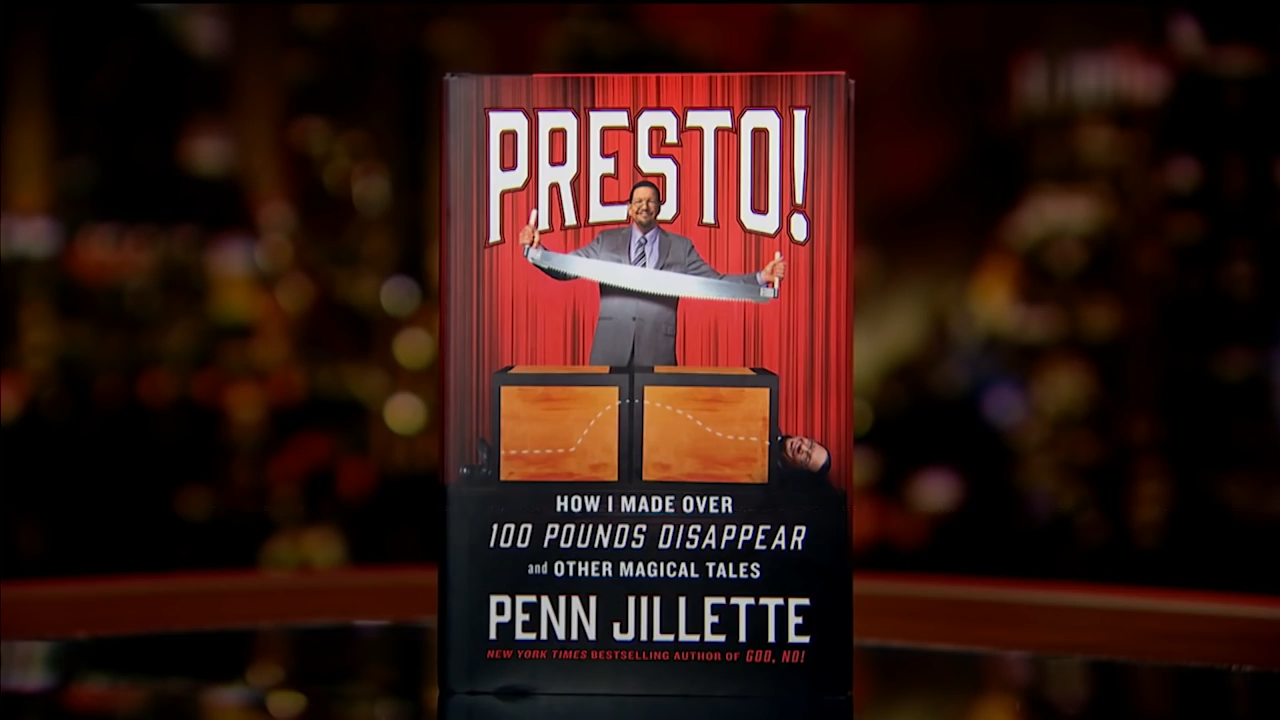 PRESTO!
HOW I MADE OVER
100 POUNDS DISAPPEAR
and OTHER MAGICAL TALES
PENN JILLETTE
NEW YORK TIMES BESTSELLING AUTHOR OF GOD, NO!